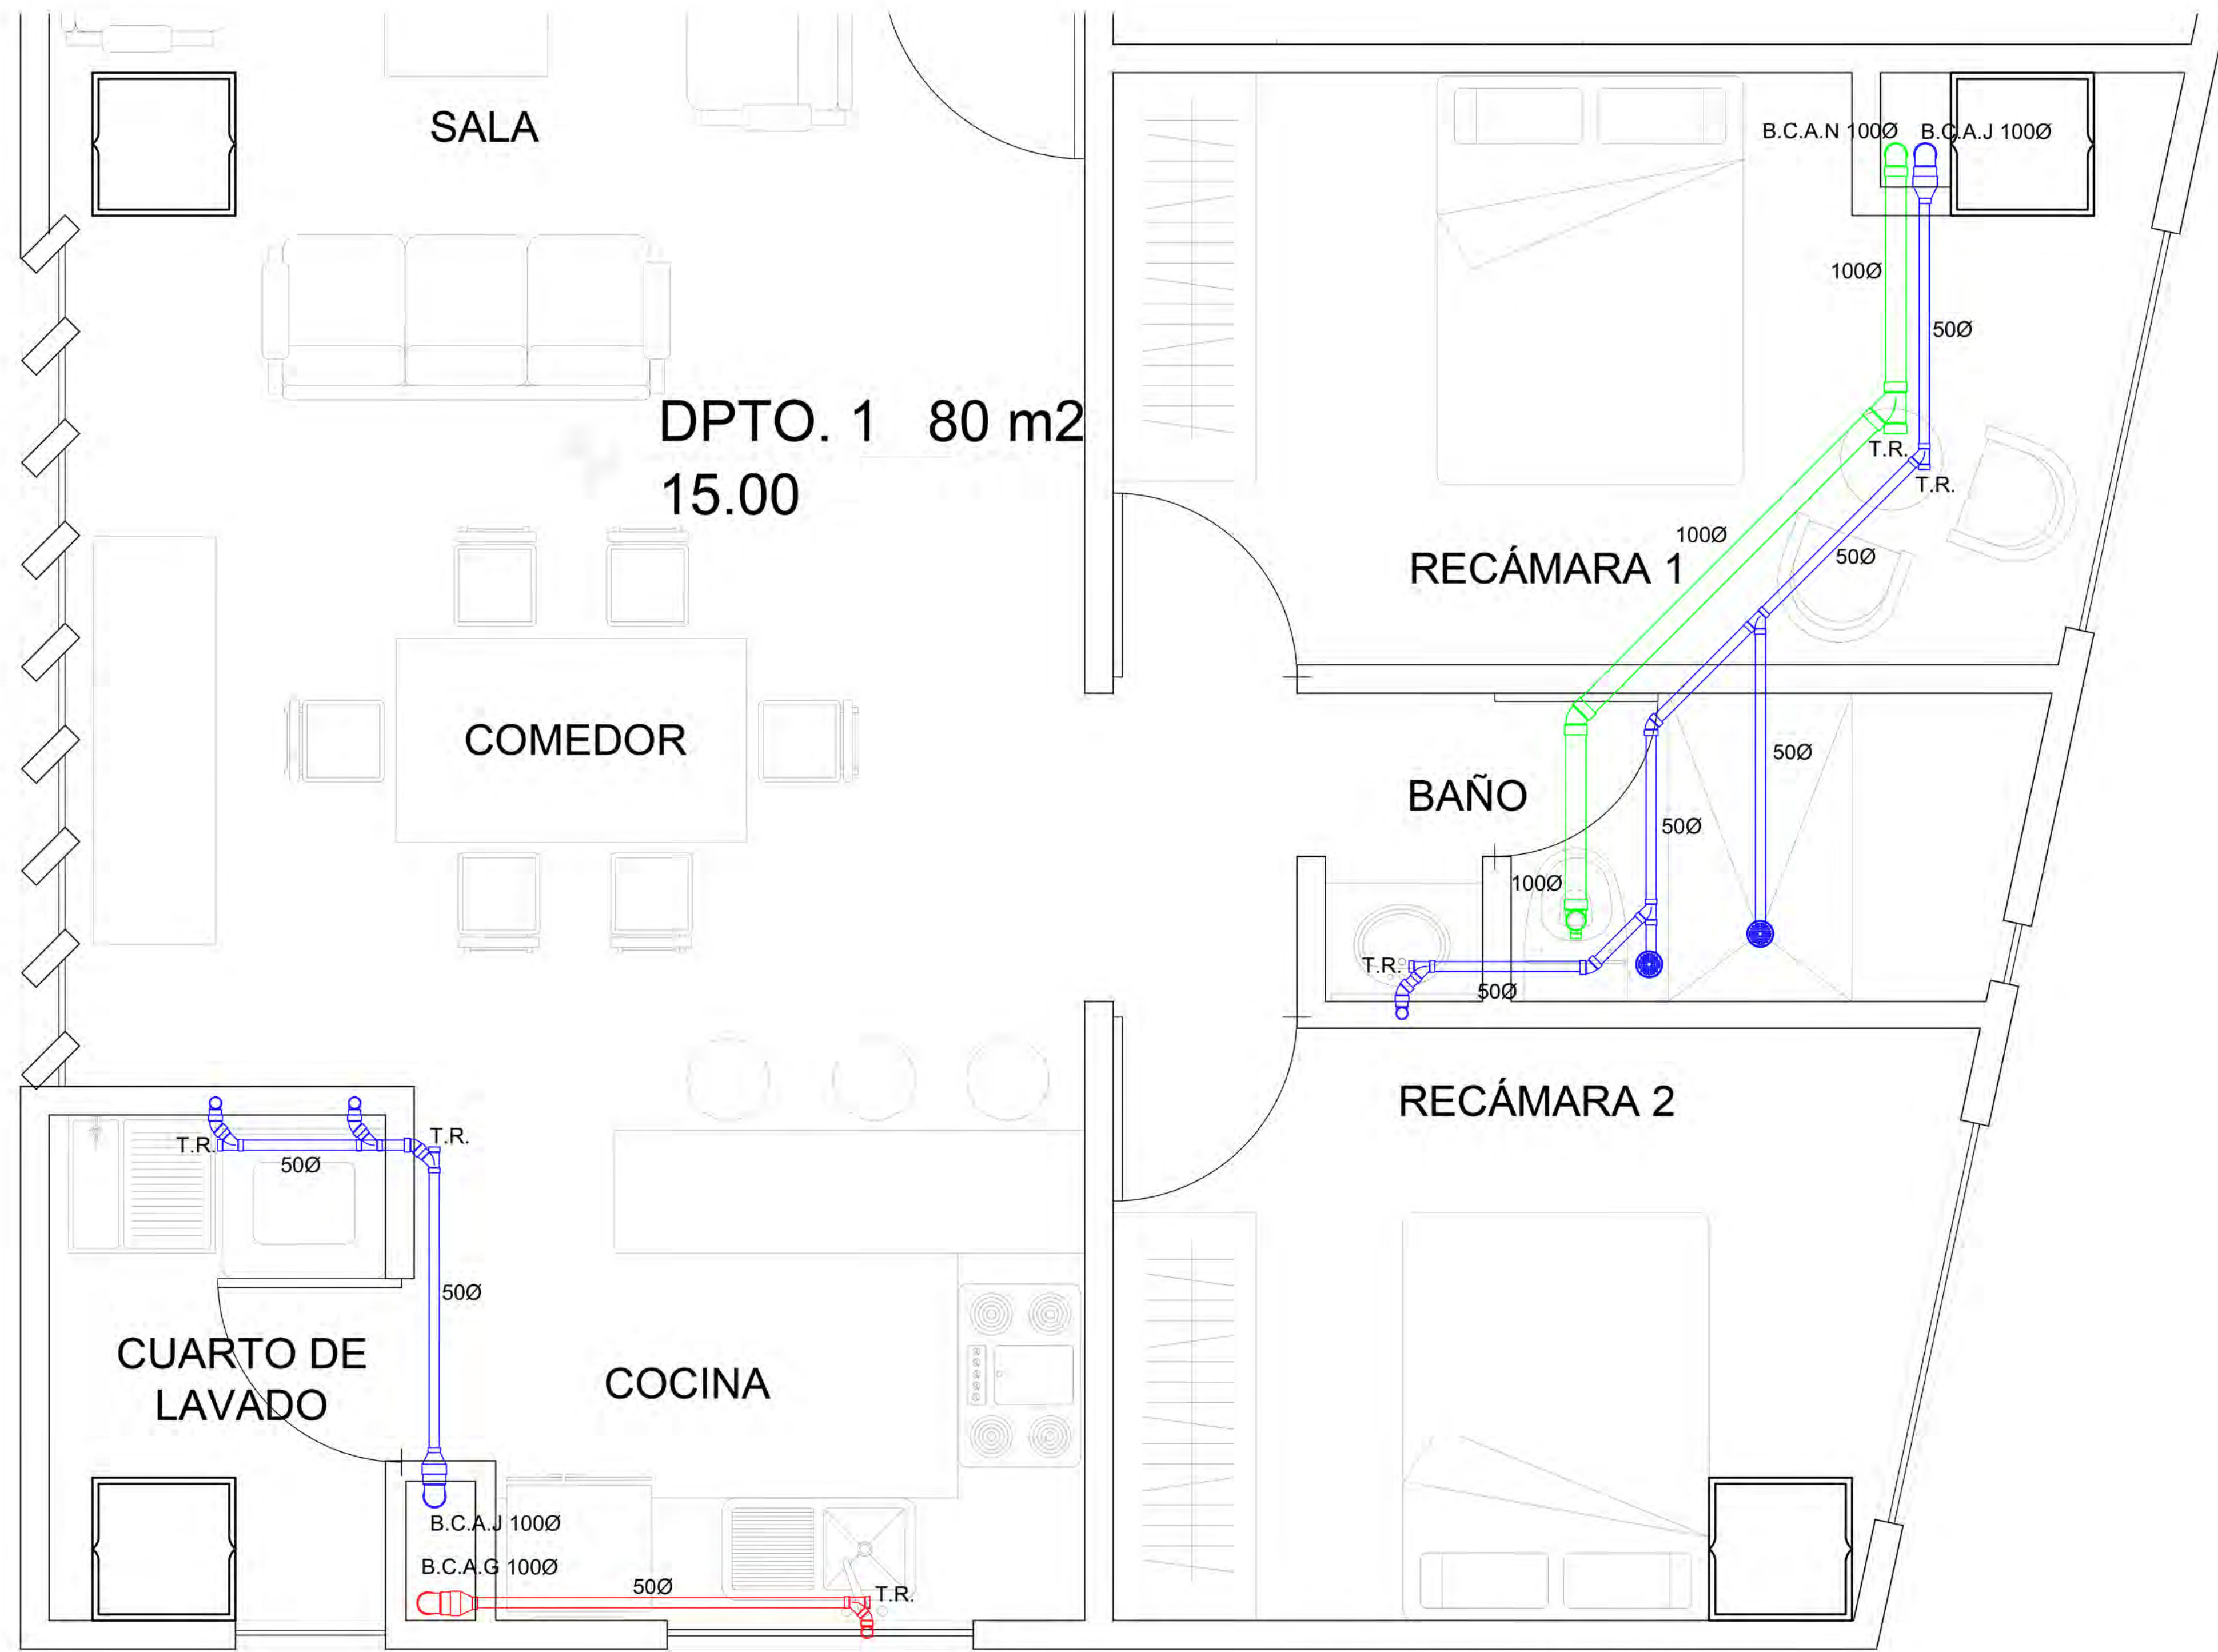 SALA
B.C.A.N 100Ø
B.C.A.J 100Ø
100Ø
50Ø
DPTO. 1 80 m2
15.00
T.R.
T.R.
100Ø
50Ø
RECÁMARA 1
COMEDOR
BAÑO
50Ø
50Ø
100Ø
T.R.
50Ø
RECÁMARA 2
T.R.
T.R.
50Ø
50Ø
CUARTO DE
LAVADO
COCINA
B.C.A.J 100Ø
B.C.A.G 100Ø
50Ø
T.R.